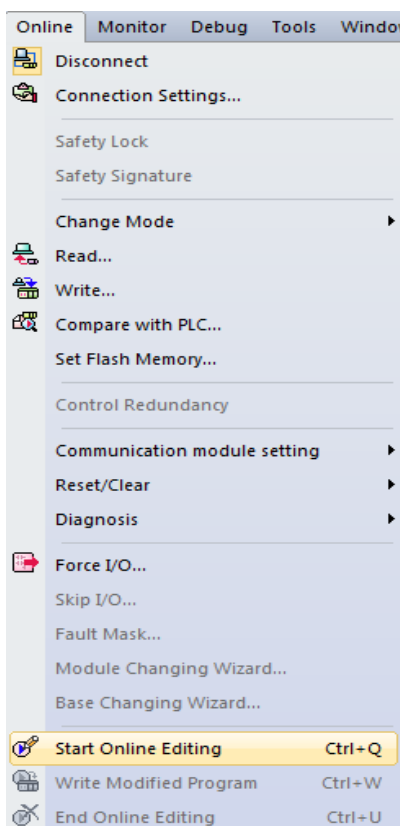 Online Monitor Debug Tools Windo
Disconnect
Connection Settings...
Safety Lock
Safety Signature
Change Mode
Read...
Write...
Compare with PLC...
Set Flash Memory...
Control Redundancy
Communication module setting
Reset/Clear
Diagnosis
Force I/O...
Skip I/O...
Fault Mask...
Module Changing Wizard...
Base Changing Wizard...
Start Online Editing Ctrl+Q
Write Modified Program Ctrl+W
End Online Editing Ctrl+U